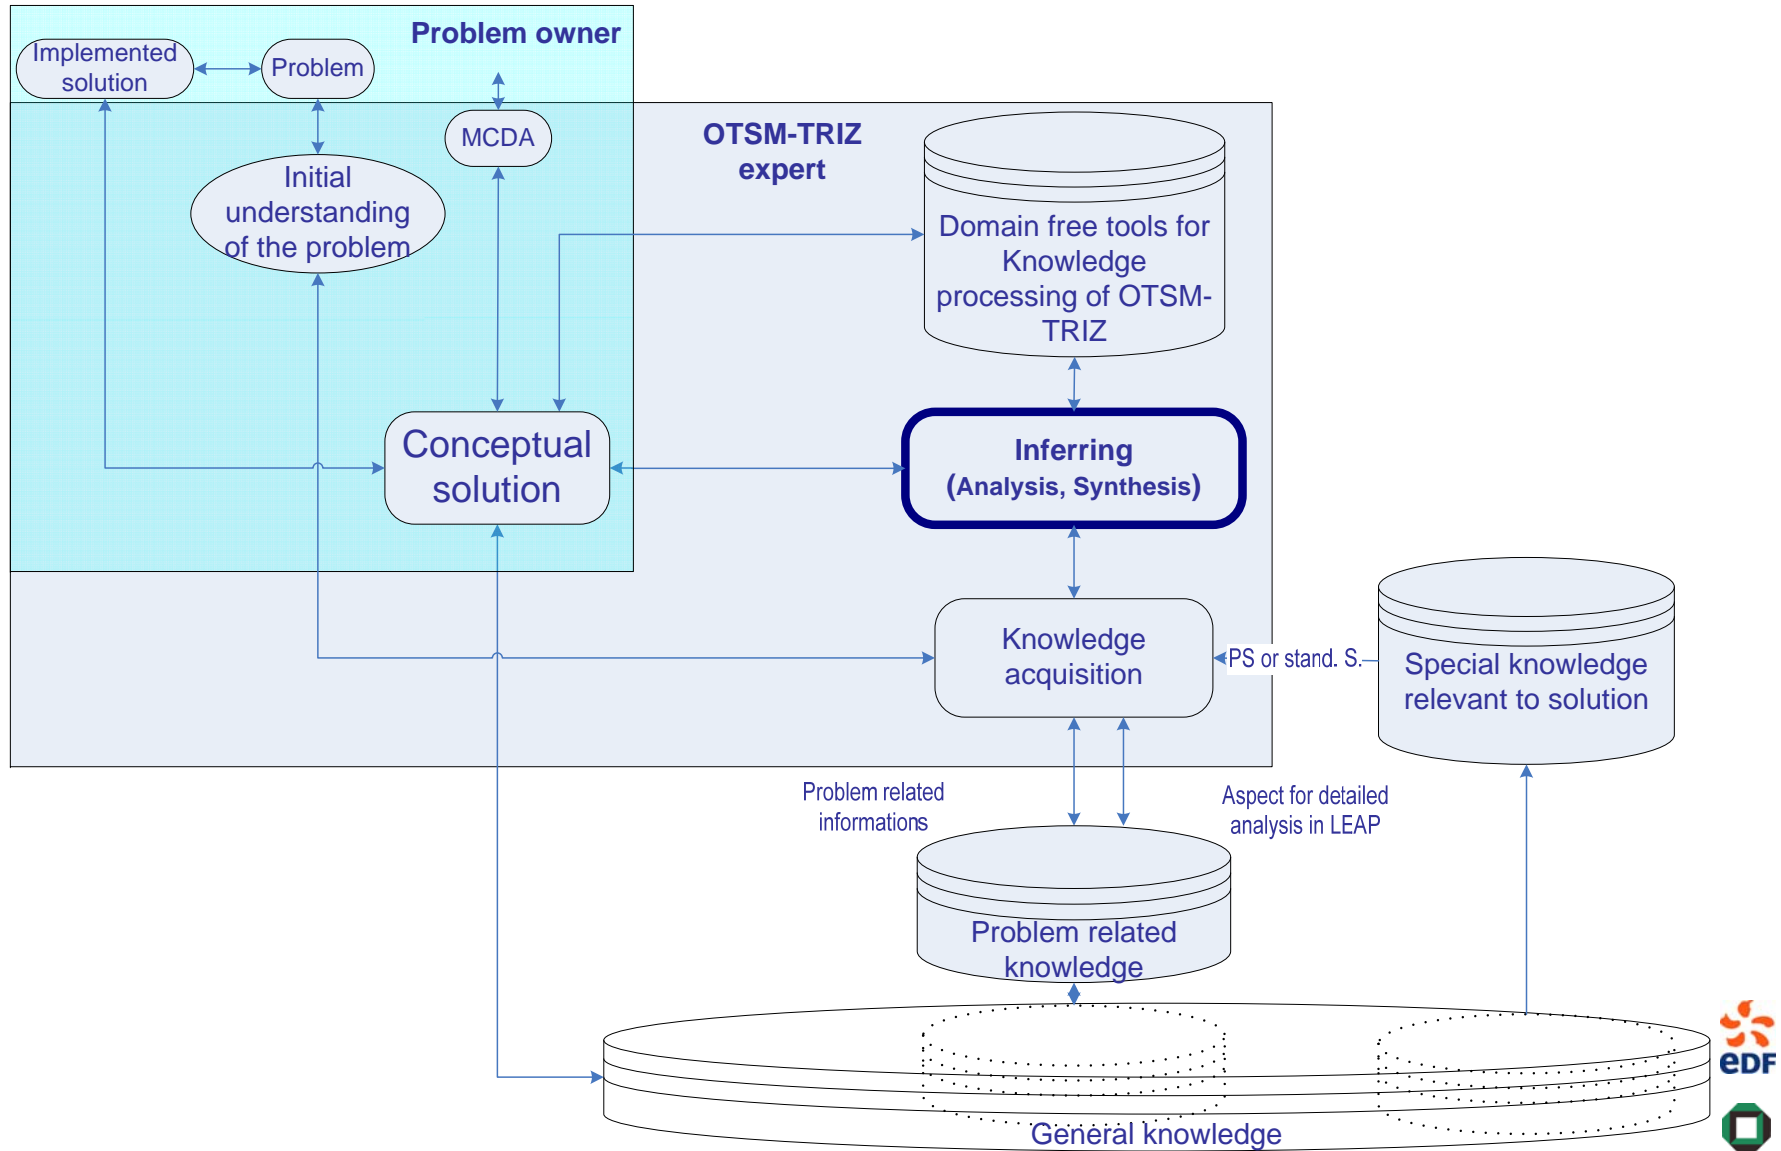 Problem owner
Implemented
solution
Problem
MCDA
OTSM-TRIZ
expert
Initial
understanding
of the problem
Domain free tools for
Knowledge
processing of OTSM-
TRIZ
Conceptual
solution
Inferring
(Analysis, Synthesis)
Knowledge
acquisition
PS or stand. S.
Special knowledge
relevant to solution
Problem related
informations
Aspect for detailed
analysis in LEAP
Problem related
knowledge
General knowledge
eDF